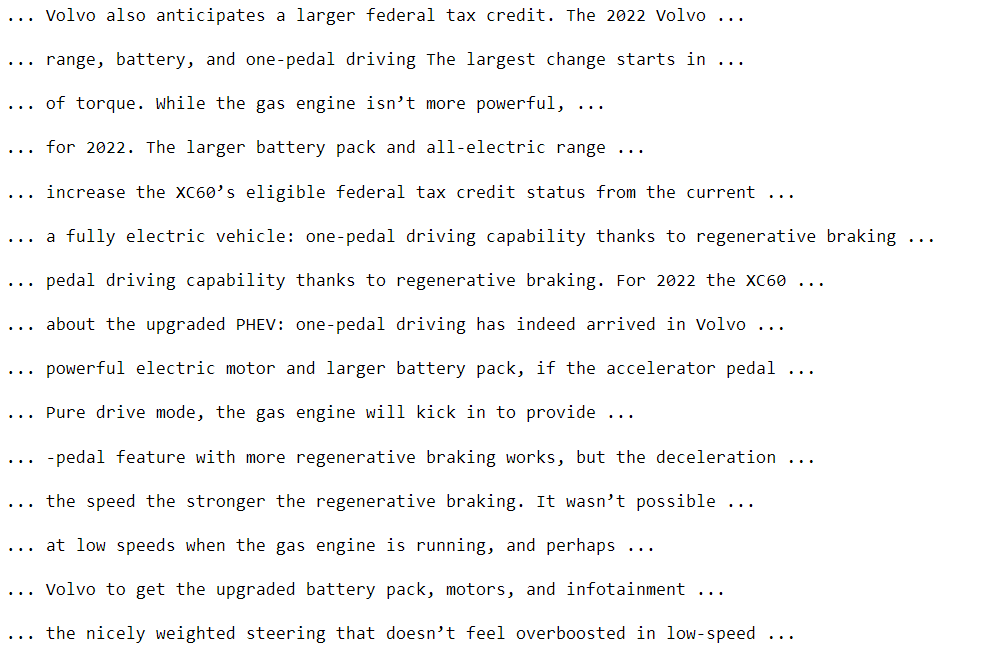 ... Volvo also anticipates a larger federal tax credit. The 2022 Volvo ...
... range, battery, and one-pedal driving The largest change starts in ...
... of torque. While the gas engine isn’t more powerful, ...
... for 2022. The larger battery pack and all-electric range ...
... increase the XC60’s eligible federal tax credit status from the current ...
... a fully electric vehicle: one-pedal driving capability thanks to regenerative braking ...
... pedal driving capability thanks to regenerative braking. For 2022 the XC60 ...
... about the upgraded PHEV: one-pedal driving has indeed arrived in Volvo ...
... powerful electric motor and larger battery pack, if the accelerator pedal ...
... Pure drive mode, the gas engine will kick in to provide ...
... -pedal feature with more regenerative braking works, but the deceleration ...
... the speed the stronger the regenerative braking. It wasn’t possible ...
... at low speeds when the gas engine is running, and perhaps ...
... Volvo to get the upgraded battery pack, motors, and infotainment ...
... the nicely weighted steering that doesn’t feel overboosted in low-speed ...